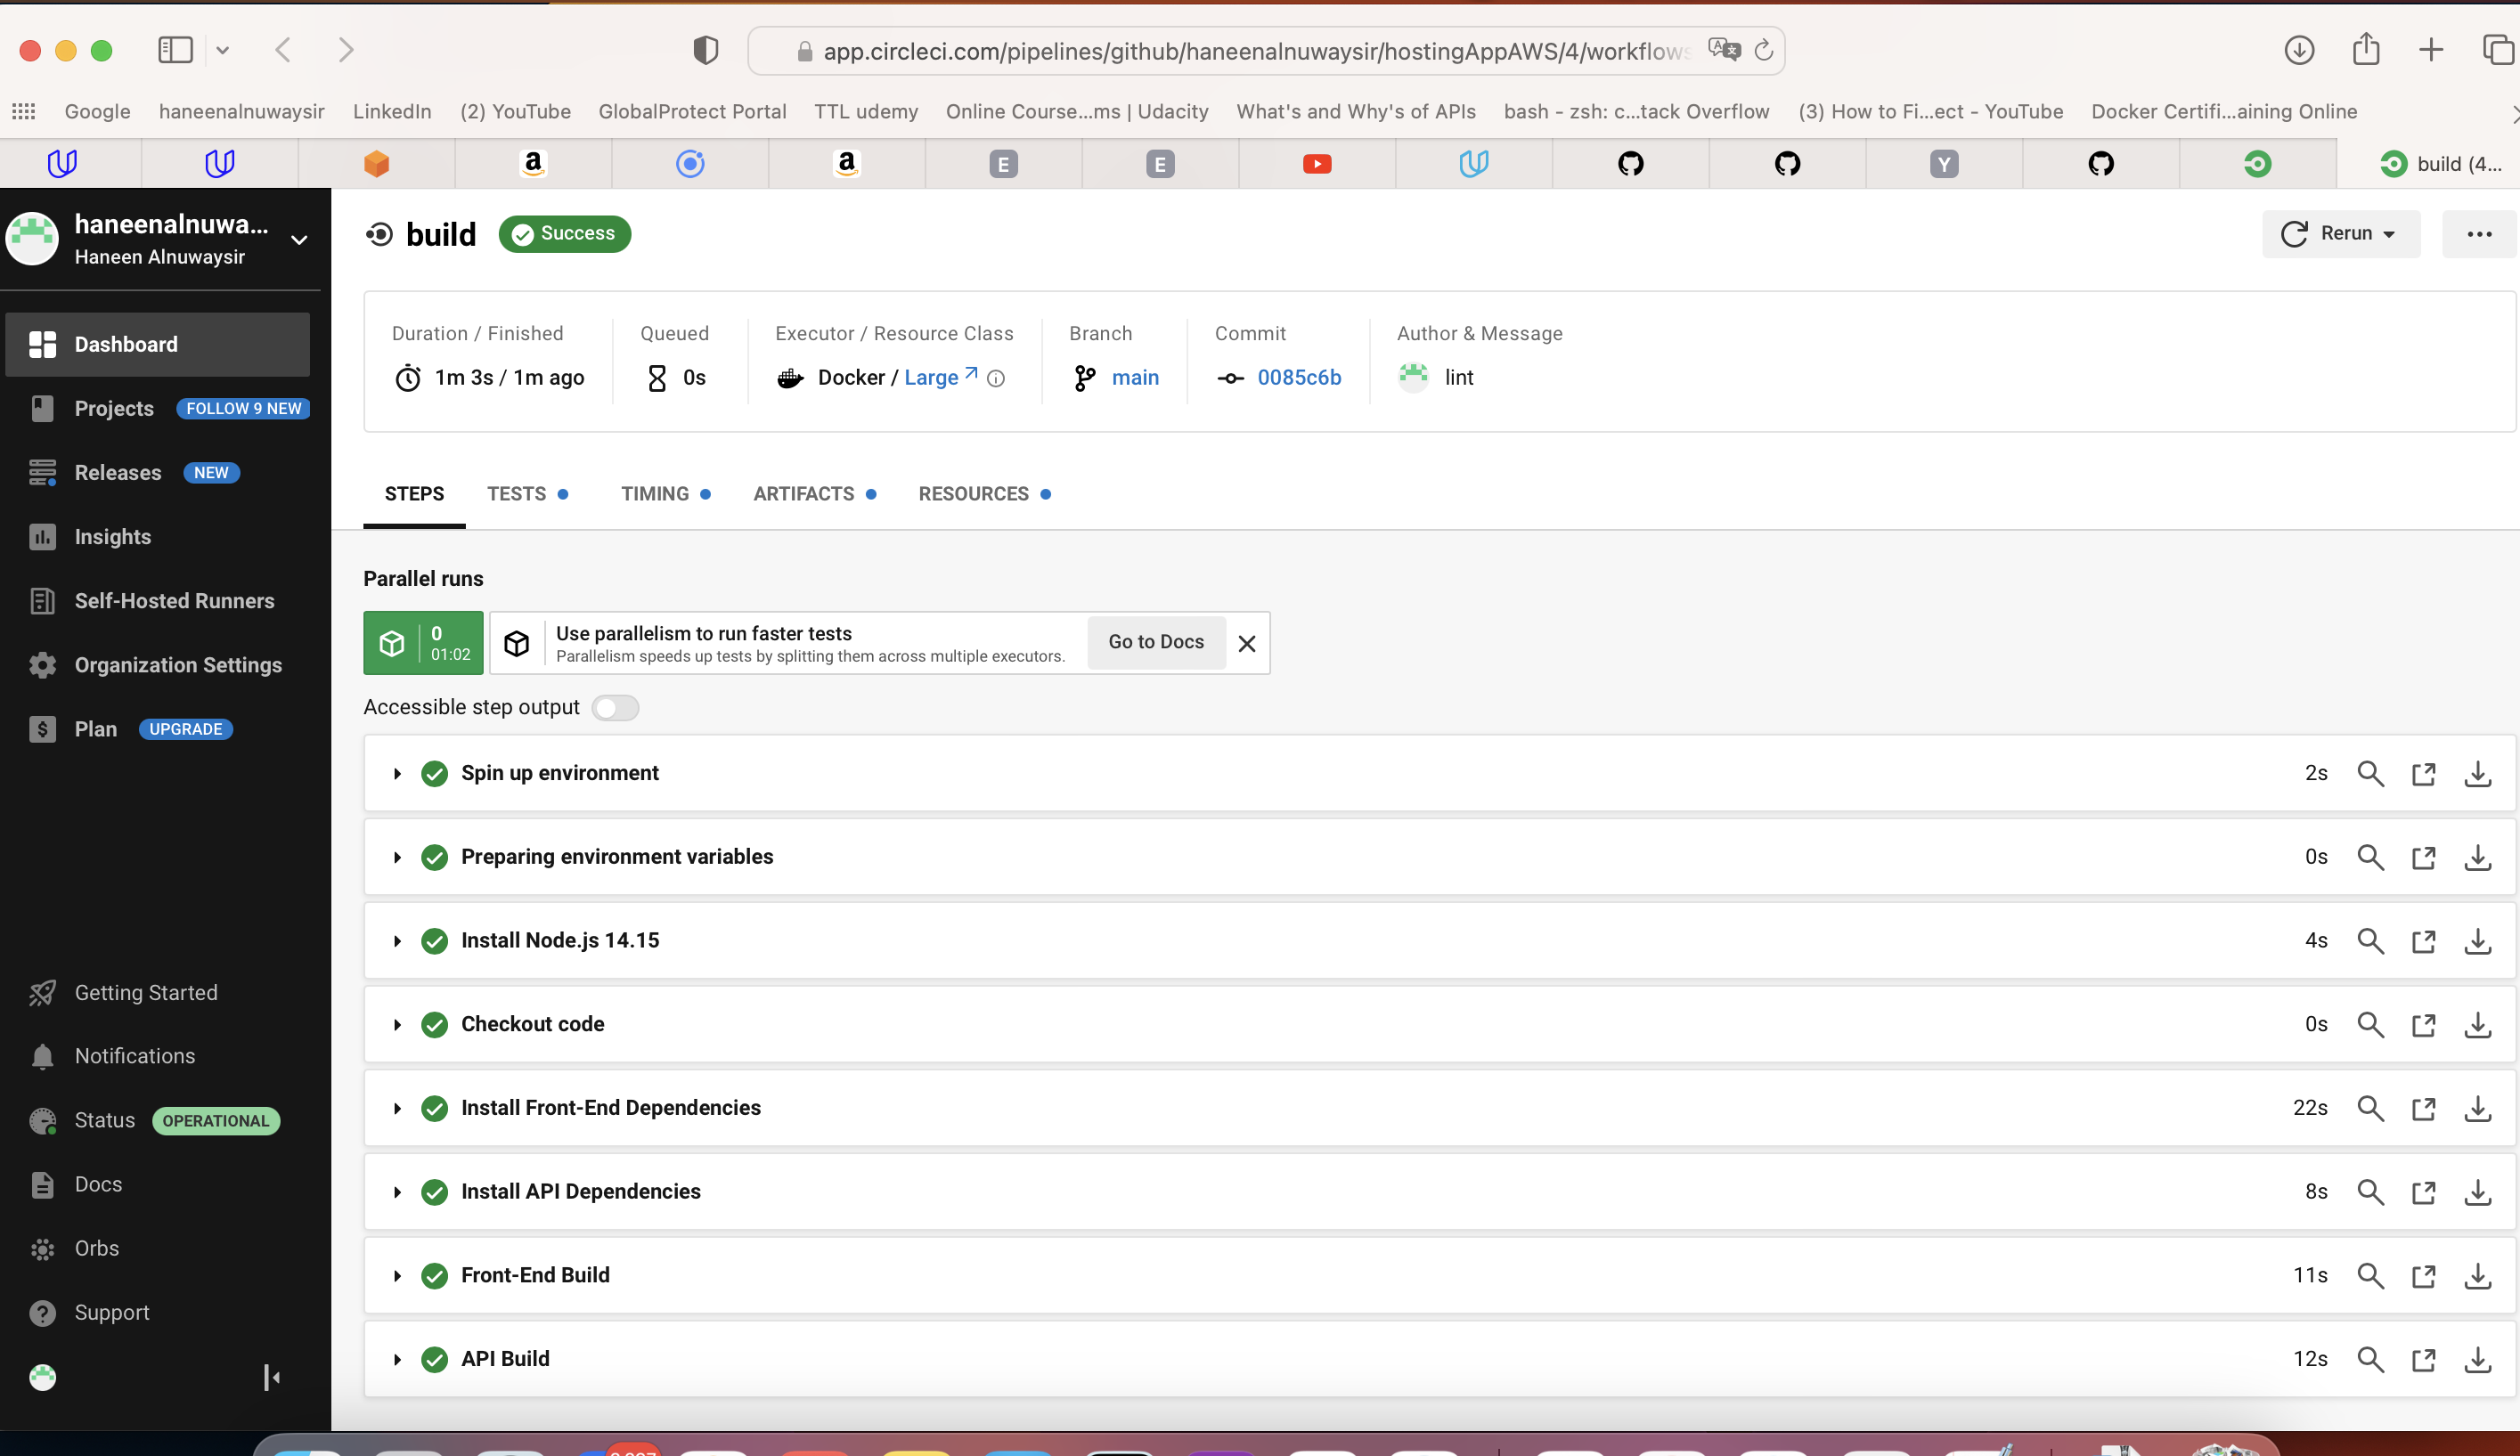 app.circleci.com/pipelines/github/haneenalnuwaysir/hostingAppAWS/4/workflows
Google haneenalnuwaysir LinkedIn (2) YouTube GlobalProtect Portal TTL udemy Online Course...ms | Udacity What's and Why's of APIs bash - zsh: c...tack Overflow (3) How to Fi...ect - YouTube Docker Certifi...aining Online
build (4...
haneenalnuwa...
Haneen Alnuwaysir
Dashboard
Projects FOLLOW 9 NEW
Releases NEW
Insights
Self-Hosted Runners
Organization Settings
Plan UPGRADE
Getting Started
Notifications
Status OPERATIONAL
Docs
Orbs
Support
build Success
Rerun
Duration / Finished Queued Executor / Resource Class Branch Commit Author & Message
1m 3s / 1m ago 0s Docker / Large main 0085c6b lint
STEPS TESTS TIMING ARTIFACTS RESOURCES
Parallel runs
0
01:02
Use parallelism to run faster tests
Parallelism speeds up tests by splitting them across multiple executors.
Go to Docs
Accessible step output
Spin up environment 2s
Preparing environment variables 0s
Install Node.js 14.15 4s
Checkout code 0s
Install Front-End Dependencies 22s
Install API Dependencies 8s
Front-End Build 11s
API Build 12s